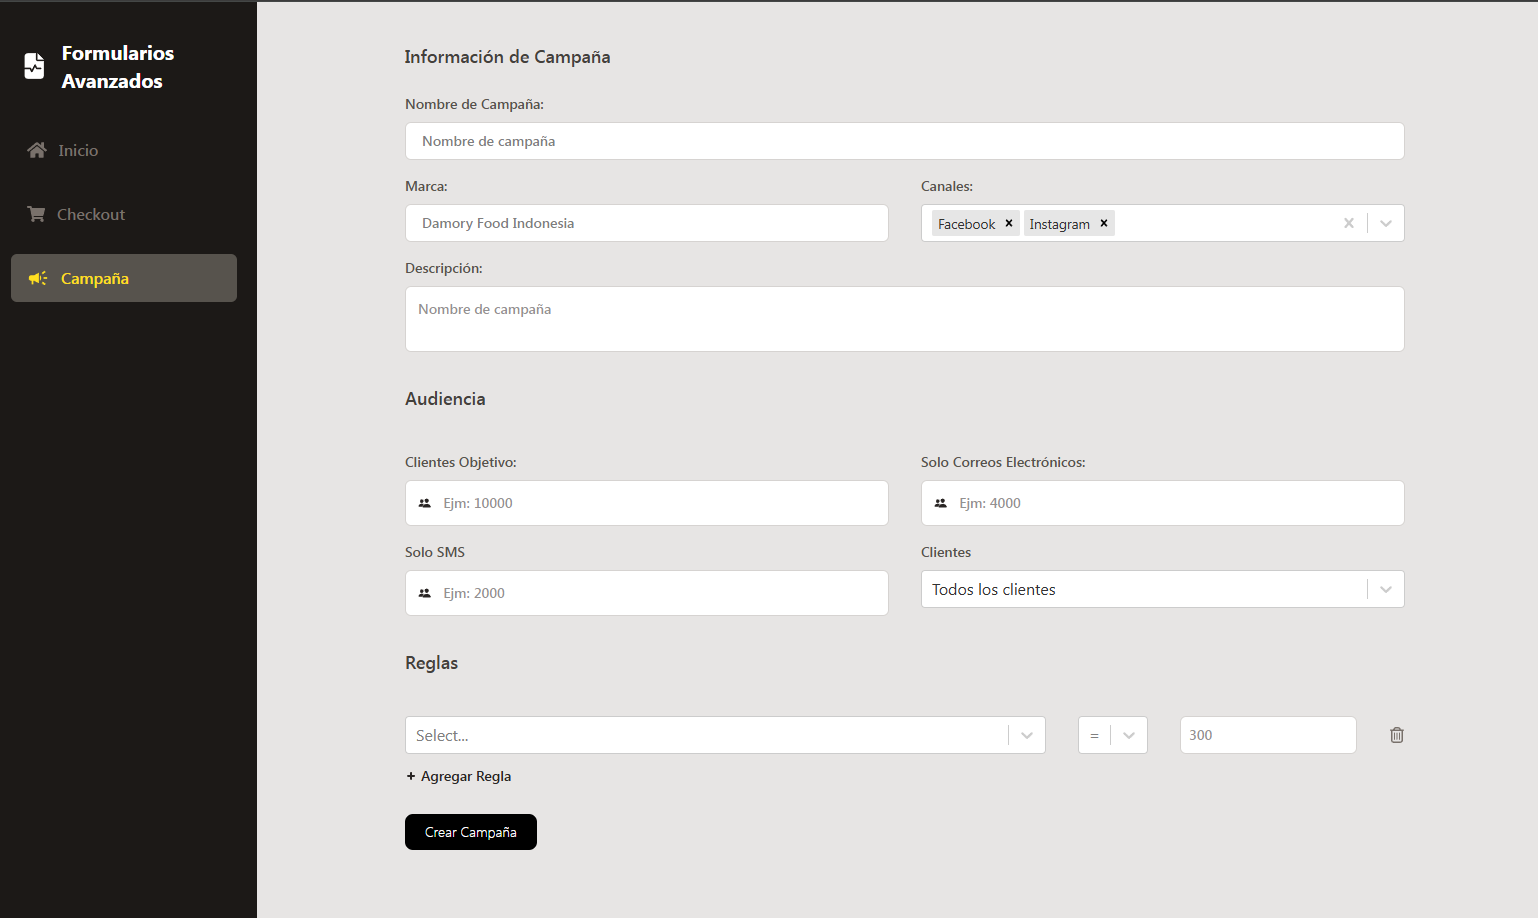 Formularios
Avanzados
Inicio
Checkout
Campaña
Información de Campaña
Nombre de Campaña:
Nombre de campaña
Marca:
Canales:
Damory Food Indonesia
Facebook × Instagram ×
Descripción:
Nombre de campaña
Audiencia
Clientes Objetivo:
Solo Correos Electrónicos:
Ejm: 10000
Ejm: 4000
Solo SMS
Clientes
Ejm: 2000
Todos los clientes
Reglas
Select...
=
300
+ Agregar Regla
Crear Campaña